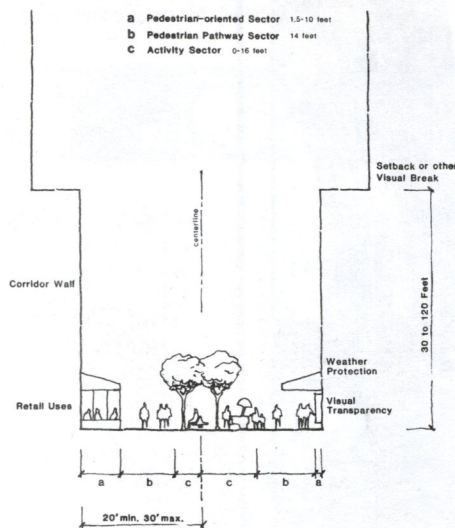 a Pedestrian-oriented Sector 1.5-10 feet
b Pedestrian Pathway Sector 14 feet
c Activity Sector 0-16 feet
Setback or other
Visual Break
centerline
Corridor Wall
30 to 120 Feet
Weather
Protection
Retail Uses
Visual
Transparency
a b c c b a
20' min. 30' max.